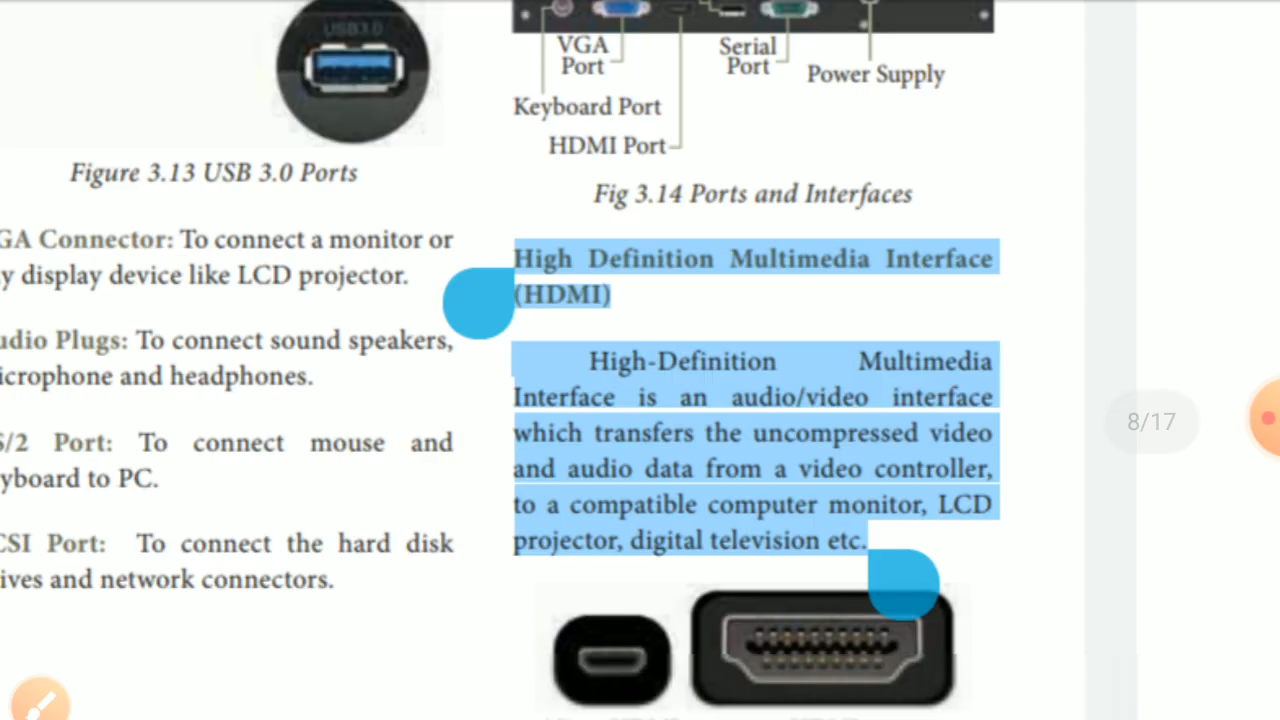 USB3.0
Figure 3.13 USB 3.0 Ports
GA Connector: To connect a monitor or
y display device like LCD projector.
udio Plugs: To connect sound speakers,
icrophone and headphones.
S/2 Port: To connect mouse and
yboard to PC.
CSI Port: To connect the hard disk
ives and network connectors.
VGA
Port
Serial
Port
Power Supply
Keyboard Port
HDMI Port
Fig 3.14 Ports and Interfaces
High Definition Multimedia Interface
(HDMI)
High-Definition Multimedia
Interface is an audio/video interface
which transfers the uncompressed video
and audio data from a video controller,
to a compatible computer monitor, LCD
projector, digital television etc.
8/17